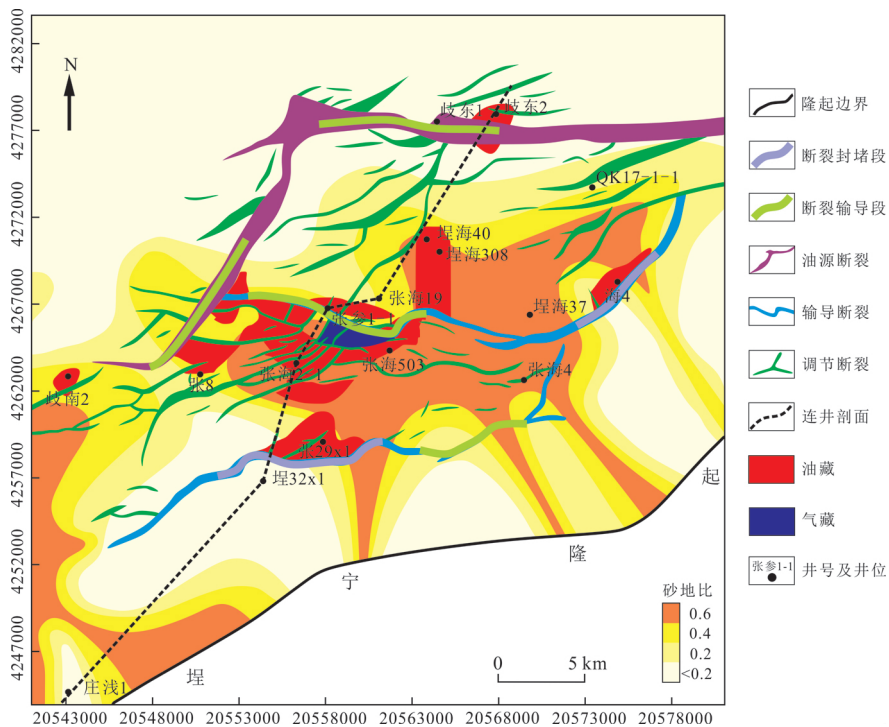 4282000
4277000
4272000
4267000
4262000
4257000
4252000
4247000
N
歧东1
歧东2
QK17-1-1
埕海40
埕海308
张海19
埕海37
海4
张参1-1
张海2-1
张海503
张海4
张8
歧南2
张29x1
埕32x1
庄浅1
埕
宁
隆
起
0
5 km
砂地比
0.6
0.4
0.2
<0.2
20543000
20548000
20553000
20558000
20563000
20568000
20573000
20578000
隆起边界
断裂封堵段
断裂输导段
油源断裂
输导断裂
调节断裂
连井剖面
油藏
气藏
张参1-1
井号及井位